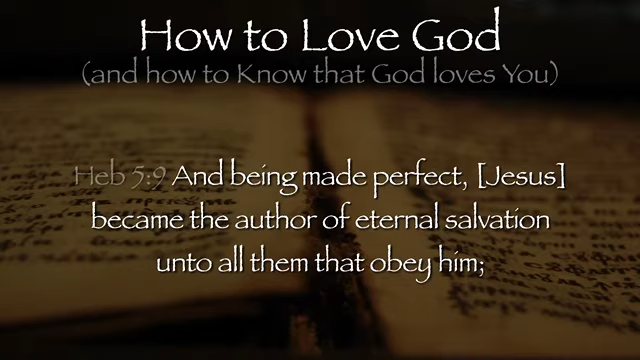 How to Love God
(and how to Know that God loves You)
Heb 5:9 And being made perfect, [Jesus]
became the author of eternal salvation
unto all them that obey him;